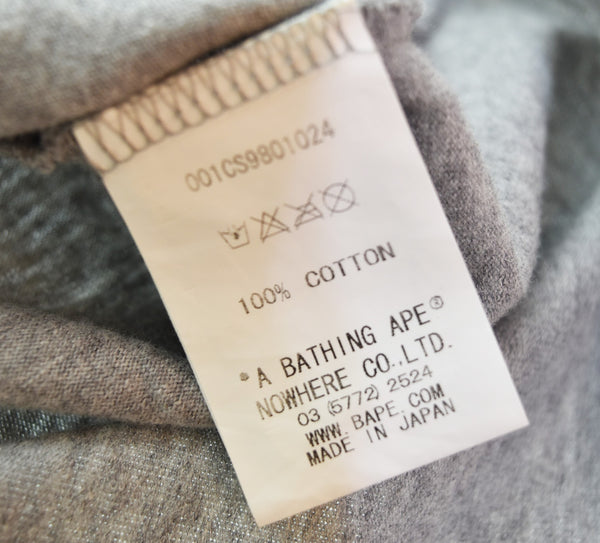 001CS9801024
100% COTTON
®A BATHING APE®
NOWHERE CO.,LTD.
03 (5772) 2524
WWW.BAPE.COM
MADE IN JAPAN